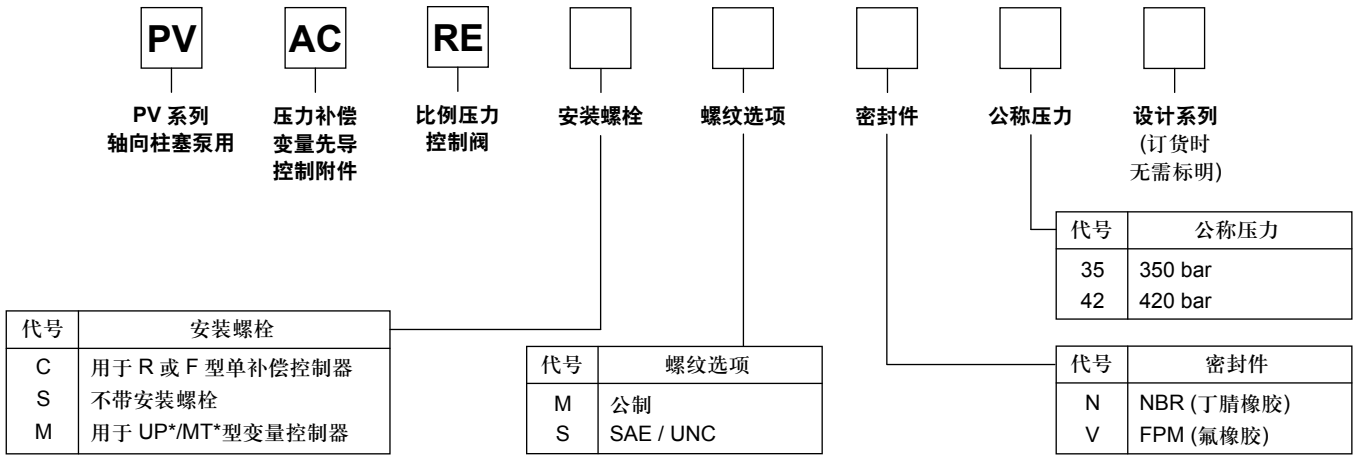 PV AC RE
PV 系列
轴向柱塞泵用
压力补偿
变量先导
控制附件
比例压力
控制阀
安装螺栓
螺纹选项
密封件
公称压力
设计系列
(订货时
无需标明)
代号 公称压力
35 350 bar
42 420 bar
代号 安装螺栓
C 用于 R 或 F 型单补偿控制器
S 不带安装螺栓
M 用于 UP*/MT*型变量控制器
代号 螺纹选项
M 公制
S SAE / UNC
代号 密封件
N NBR (丁腈橡胶)
V FPM (氟橡胶)